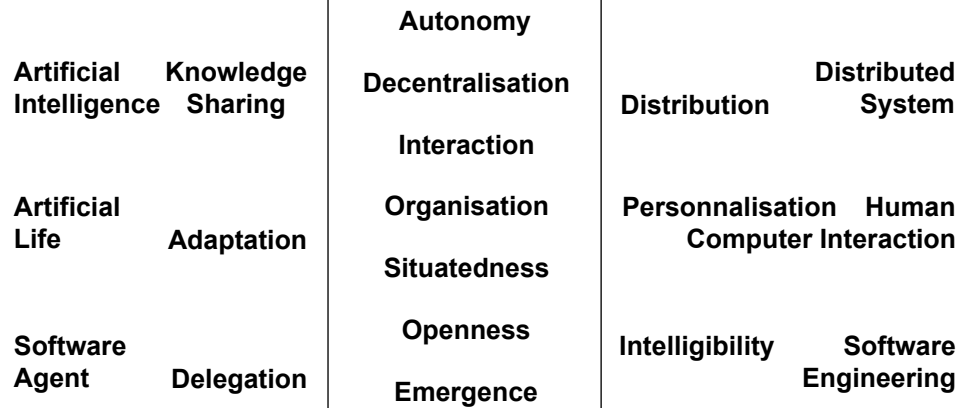 Artificial Knowledge
Intelligence Sharing
Artificial
Life Adaptation
Software
Agent Delegation
Autonomy
Decentralisation
Interaction
Organisation
Situatedness
Openness
Emergence
Distributed
Distribution System
Personnalisation Human
Computer Interaction
Intelligibility Software
Engineering